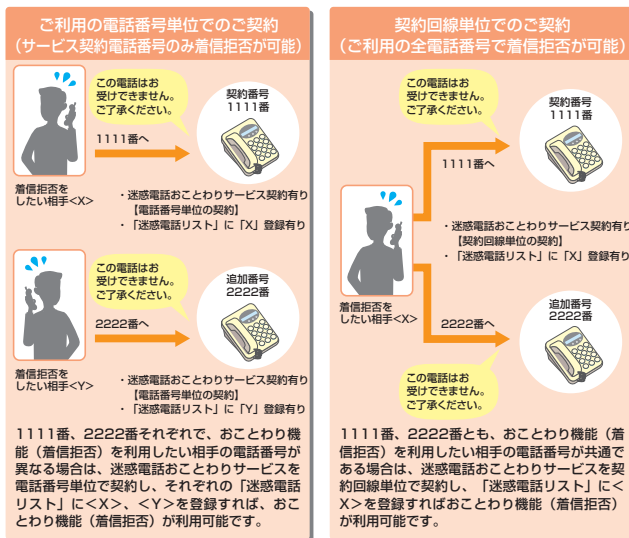 ご利用の電話番号単位でのご契約
（サービス契約電話番号のみ着信拒否が可能）
この電話はお
受けできません。
ご了承ください。
契約番号
1111番
1111番へ
着信拒否を
したい相手<X>
・迷惑電話おことわりサービス契約有り
【電話番号単位の契約】
・「迷惑電話リスト」に「X」登録有り
この電話はお
受けできません。
ご了承ください。
追加番号
2222番
2222番へ
着信拒否を
したい相手<Y>
・迷惑電話おことわりサービス契約有り
【電話番号単位の契約】
・「迷惑電話リスト」に「Y」登録有り
1111番、2222番それぞれで、おことわり機
能（着信拒否）を利用したい相手の電話番号が
異なる場合は、迷惑電話おことわりサービスを
電話番号単位で契約し、それぞれの「迷惑電話
リスト」に<X>、<Y>を登録すれば、おこ
とわり機能（着信拒否）が利用可能です。
契約回線単位でのご契約
（ご利用の全電話番号で着信拒否が可能）
この電話はお
受けできません。
ご了承ください。
契約番号
1111番
1111番へ
・迷惑電話おことわりサービス契約有り
【契約回線単位の契約】
・「迷惑電話リスト」に「X」登録有り
着信拒否を
したい相手<X>
追加番号
2222番
2222番へ
この電話はお
受けできません。
ご了承ください。
1111番、2222番とも、おことわり機能（着
信拒否）を利用したい相手の電話番号が共通で
ある場合は、迷惑電話おことわりサービスを契
約回線単位で契約し、「迷惑電話リスト」に<
X>を登録すればおことわり機能（着信拒否）
が利用可能です。